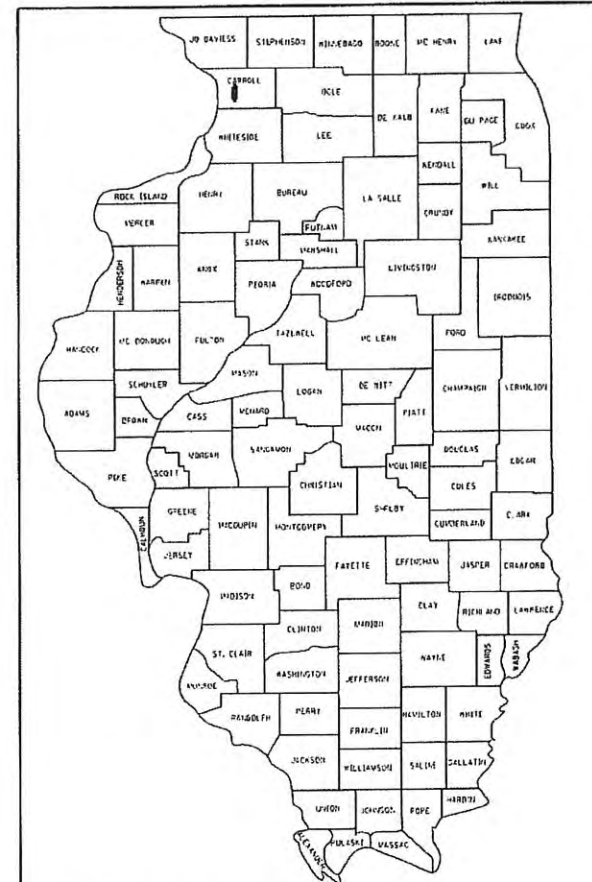 JO DAVIESS STEPHENSON WINNEBAGO BOONE MC HENRY LAKE
CARROLL OGLE
DE KALB KANE DU PAGE COOK
WHITESIDE LEE
KENDALL WILL
ROCK ISLAND HENRY BUREAU LA SALLE GRUNDY
MERCER PUTNAM KANKAKEE
STARK MARSHALL
HENDERSON WARREN KNOX PEORIA WOODFORD LIVINGSTON IROQUOIS
HANCOCK MC DONOUGH FULTON TAZEWELL MC LEAN FORD
MASON
SCHUYLER LOGAN DE WITT CHAMPAIGN VERMILION
ADAMS BROWN CASS MENARD MACON PIATT
MORGAN SANGAMON DOUGLAS
PIKE SCOTT CHRISTIAN MOULTRIE COLES EDGAR
GREENE MACOUPIN MONTGOMERY SHELBY CUMBERLAND CLARK
CALHOUN JERSEY
FAYETTE EFFINGHAM JASPER CRAWFORD
MADISON BOND
CLAY RICHLAND LAWRENCE
CLINTON MARION
ST. CLAIR WAYNE EDWARDS WABASH
WASHINGTON JEFFERSON
MONROE
RANDOLPH PERRY HAMILTON WHITE
FRANKLIN
JACKSON WILLIAMSON SALINE GALLATIN
UNION JOHNSON POPE HARDIN
ALEXANDER PULASKI MASSAC